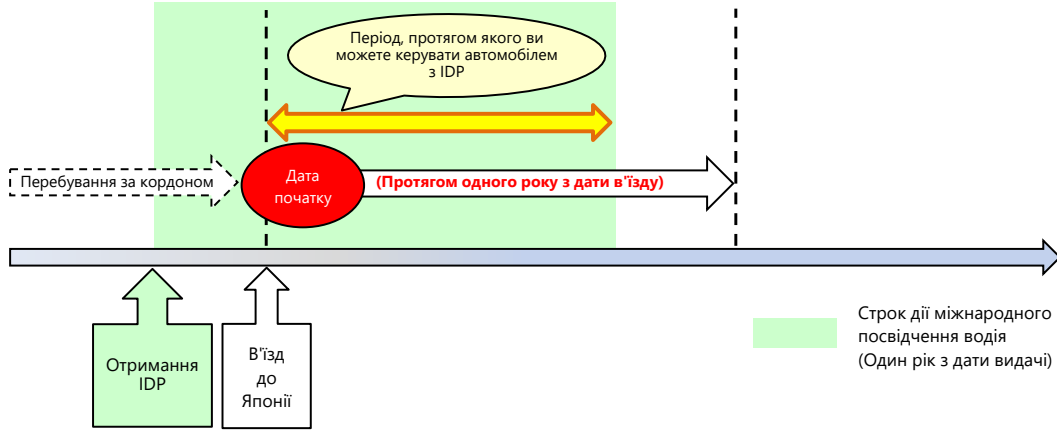 Період, протягом якого ви
можете керувати автомобілем
з IDP
Перебування за кордоном
Дата
початку
(Протягом одного року з дати в'їзду)
Отримання
IDP
В'їзд
до
Японії
Строк дії міжнародного
посвідчення водія
(Один рік з дати видачі)